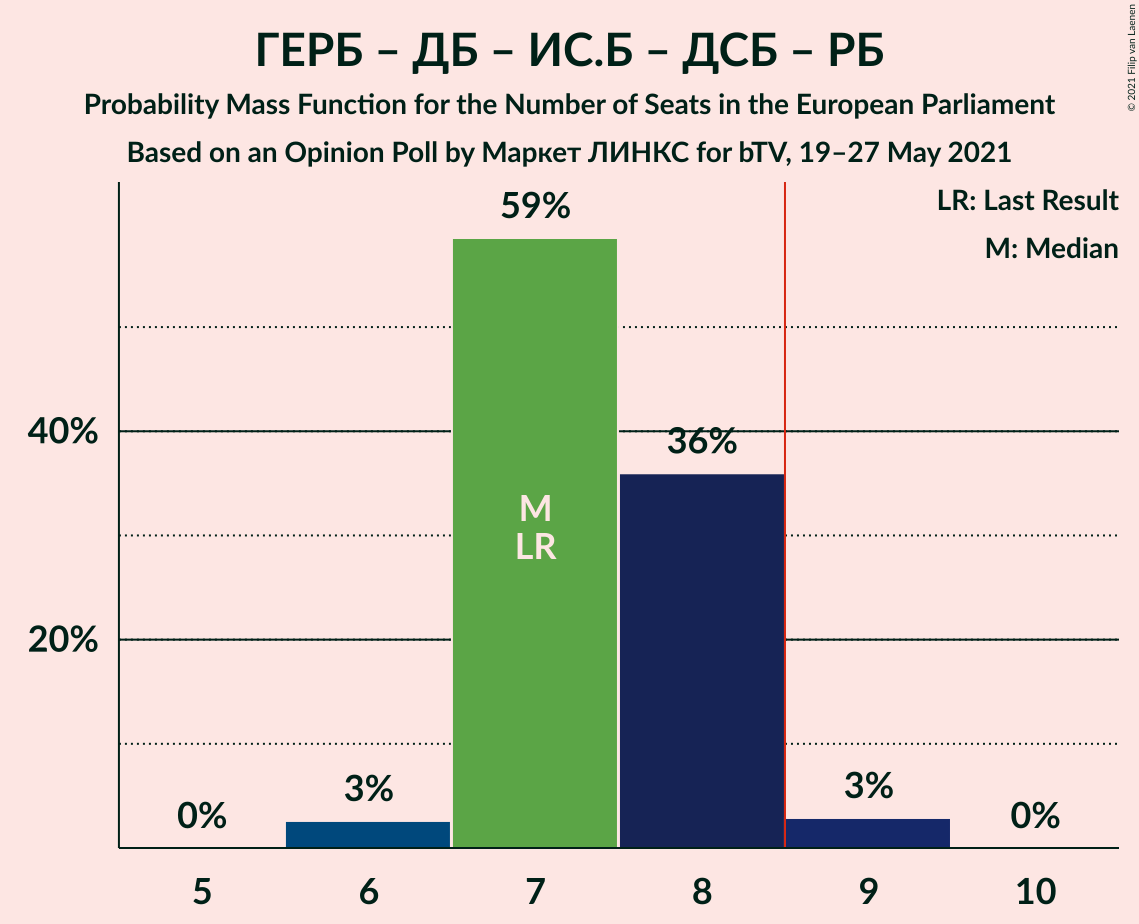 ГЕРБ – ДБ – ИС.Б – ДСБ – РБ
Probability Mass Function for the Number of Seats in the European Parliament
Based on an Opinion Poll by Маркет ЛИНКС for bTV, 19–27 May 2021
© 2021 Filip van Laenen
LR: Last Result
M: Median
59%
40%
36%
M
LR
20%
0%
3%
3%
0%
5
6
7
8
9
10